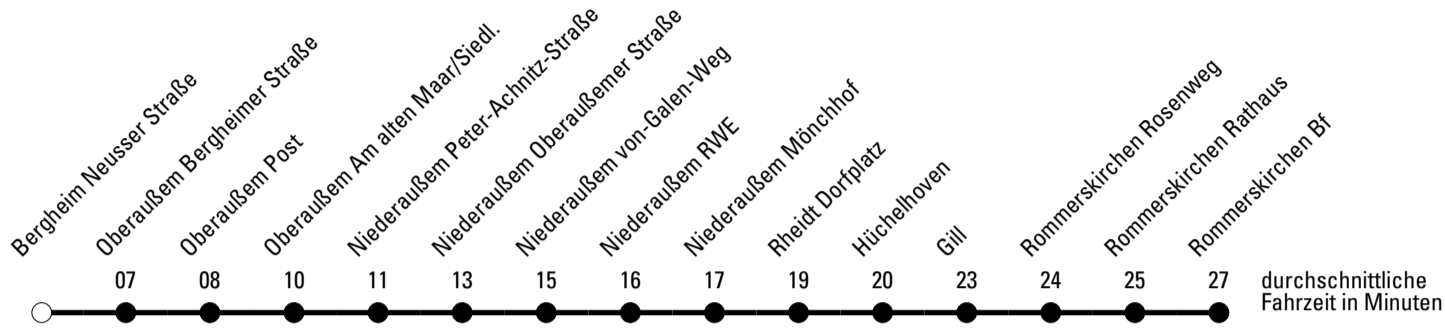 Bergheim Neusser Straße
Oberaußem Bergheimer Straße
Oberaußem Post
Oberaußem Am alten Maar/Siedl.
Niederaußem Peter-Achnitz-Straße
Niederaußem Oberaußemer Straße
Niederaußem von-Galen-Weg
Niederaußem RWE
Niederaußem Mönchhof
Rheidt Dorfplatz
Hüchelhoven
Gill
Rommerskirchen Rosenweg
Rommerskirchen Rathaus
Rommerskirchen Bf
07 08 10 11 13 15 16 17 19 20 23 24 25 27
durchschnittliche
Fahrzeit in Minuten